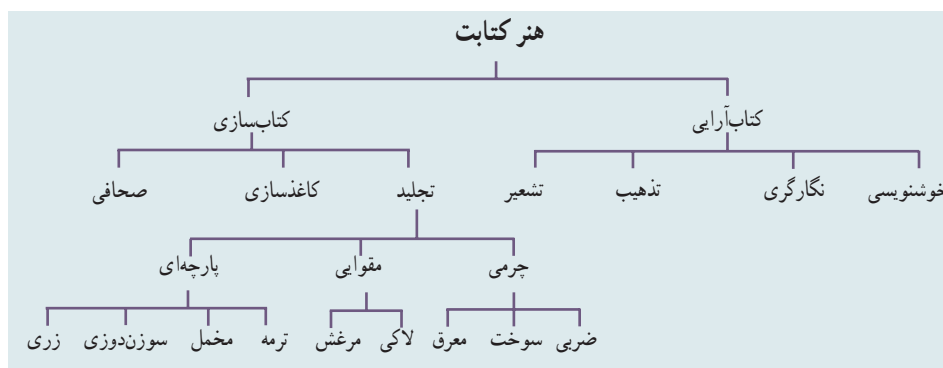 هنر کتابت
کتاب‌آرایی کتاب‌سازی
خوشنویسی نگارگری تذهیب تشعیر تجلید کاغذسازی صحافی
چرمی مقوایی پارچه‌ای
ضربی سوخت معرق لاکی مرغش ترمه مخمل سوزن‌دوزی زری